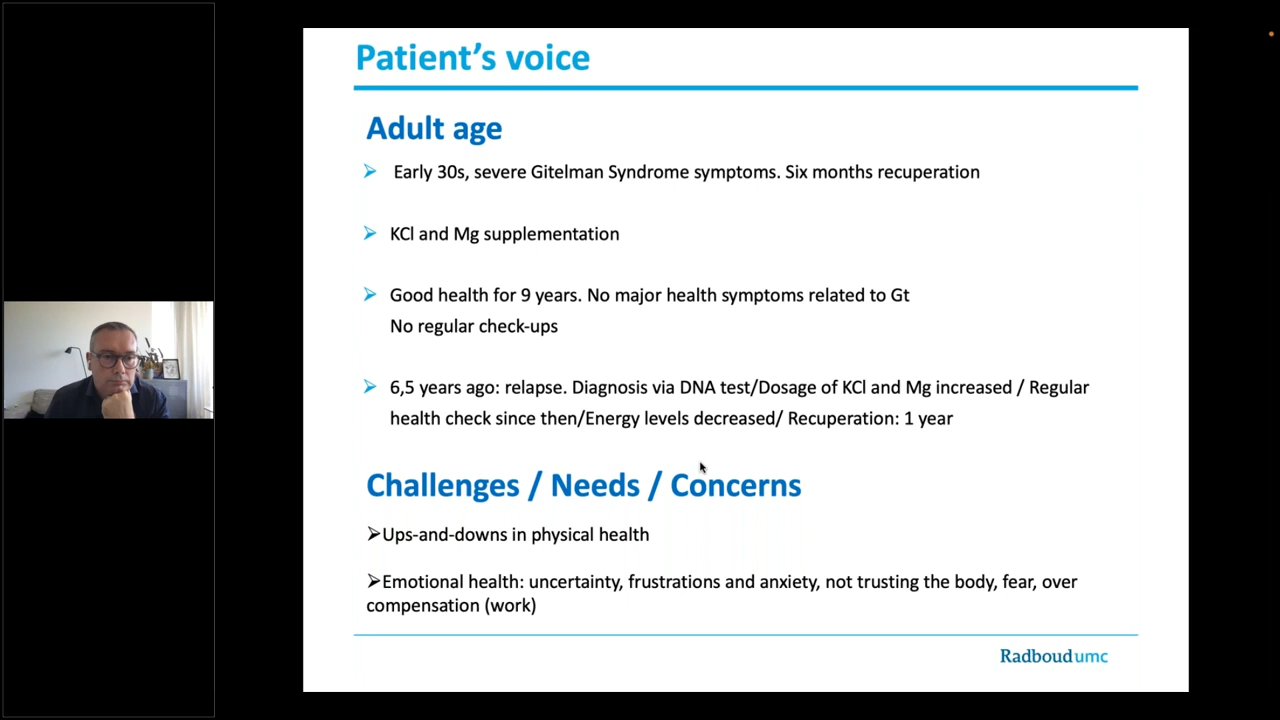 Patient's voice
Adult age
Early 30s, severe Gitelman Syndrome symptoms. Six months recuperation
KCl and Mg supplementation
Good health for 9 years. No major health symptoms related to Gt
No regular check-ups
6,5 years ago: relapse. Diagnosis via DNA test/Dosage of KCl and Mg increased / Regular
health check since then/Energy levels decreased/ Recuperation: 1 year
Challenges / Needs / Concerns
Ups-and-downs in physical health
Emotional health: uncertainty, frustrations and anxiety, not trusting the body, fear, over
compensation (work)
Radboudumc